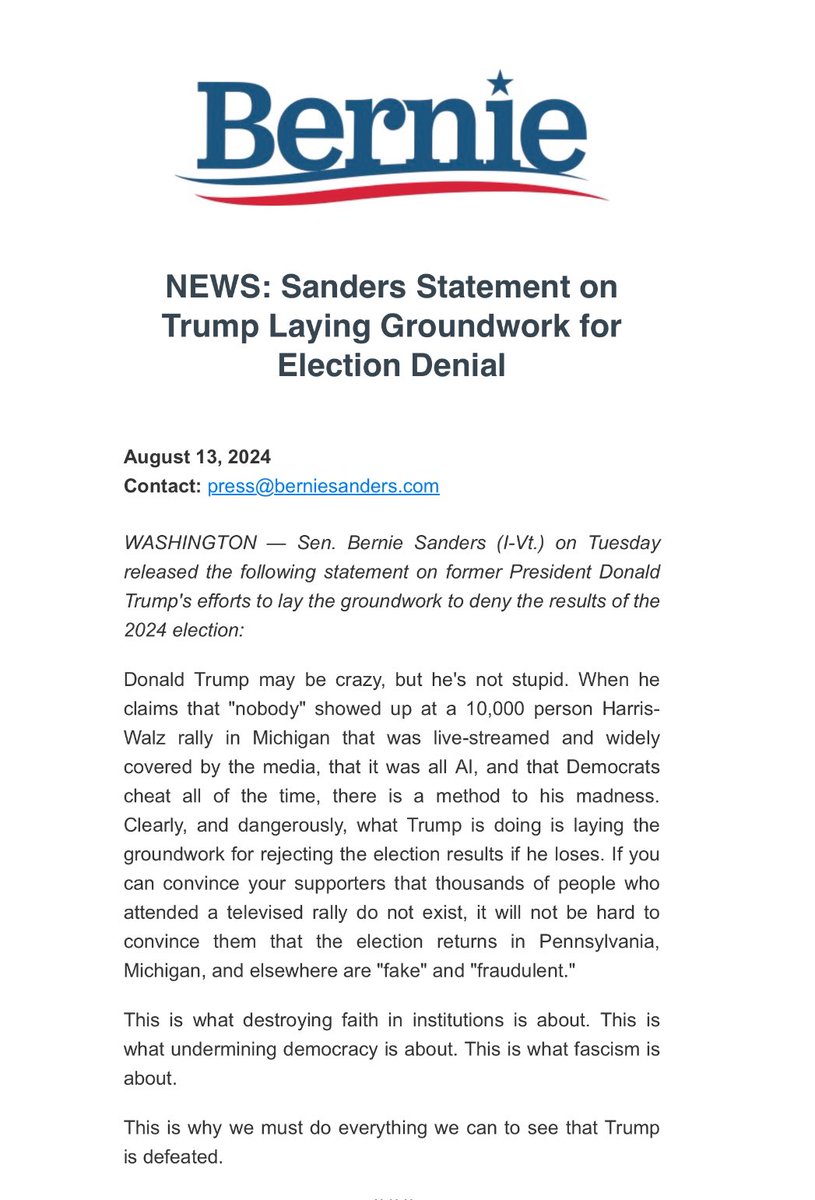 Bernie
NEWS: Sanders Statement on
Trump Laying Groundwork for
Election Denial
August 13, 2024
Contact: press@berniesanders.com
WASHINGTON — Sen. Bernie Sanders (I-Vt.) on Tuesday
released the following statement on former President Donald
Trump's efforts to lay the groundwork to deny the results of the
2024 election:
Donald Trump may be crazy, but he's not stupid. When he
claims that "nobody" showed up at a 10,000 person Harris-
Walz rally in Michigan that was live-streamed and widely
covered by the media, that it was all AI, and that Democrats
cheat all of the time, there is a method to his madness.
Clearly, and dangerously, what Trump is doing is laying the
groundwork for rejecting the election results if he loses. If you
can convince your supporters that thousands of people who
attended a televised rally do not exist, it will not be hard to
convince them that the election returns in Pennsylvania,
Michigan, and elsewhere are "fake" and "fraudulent."
This is what destroying faith in institutions is about. This is
what undermining democracy is about. This is what fascism is
about.
This is why we must do everything we can to see that Trump
is defeated.